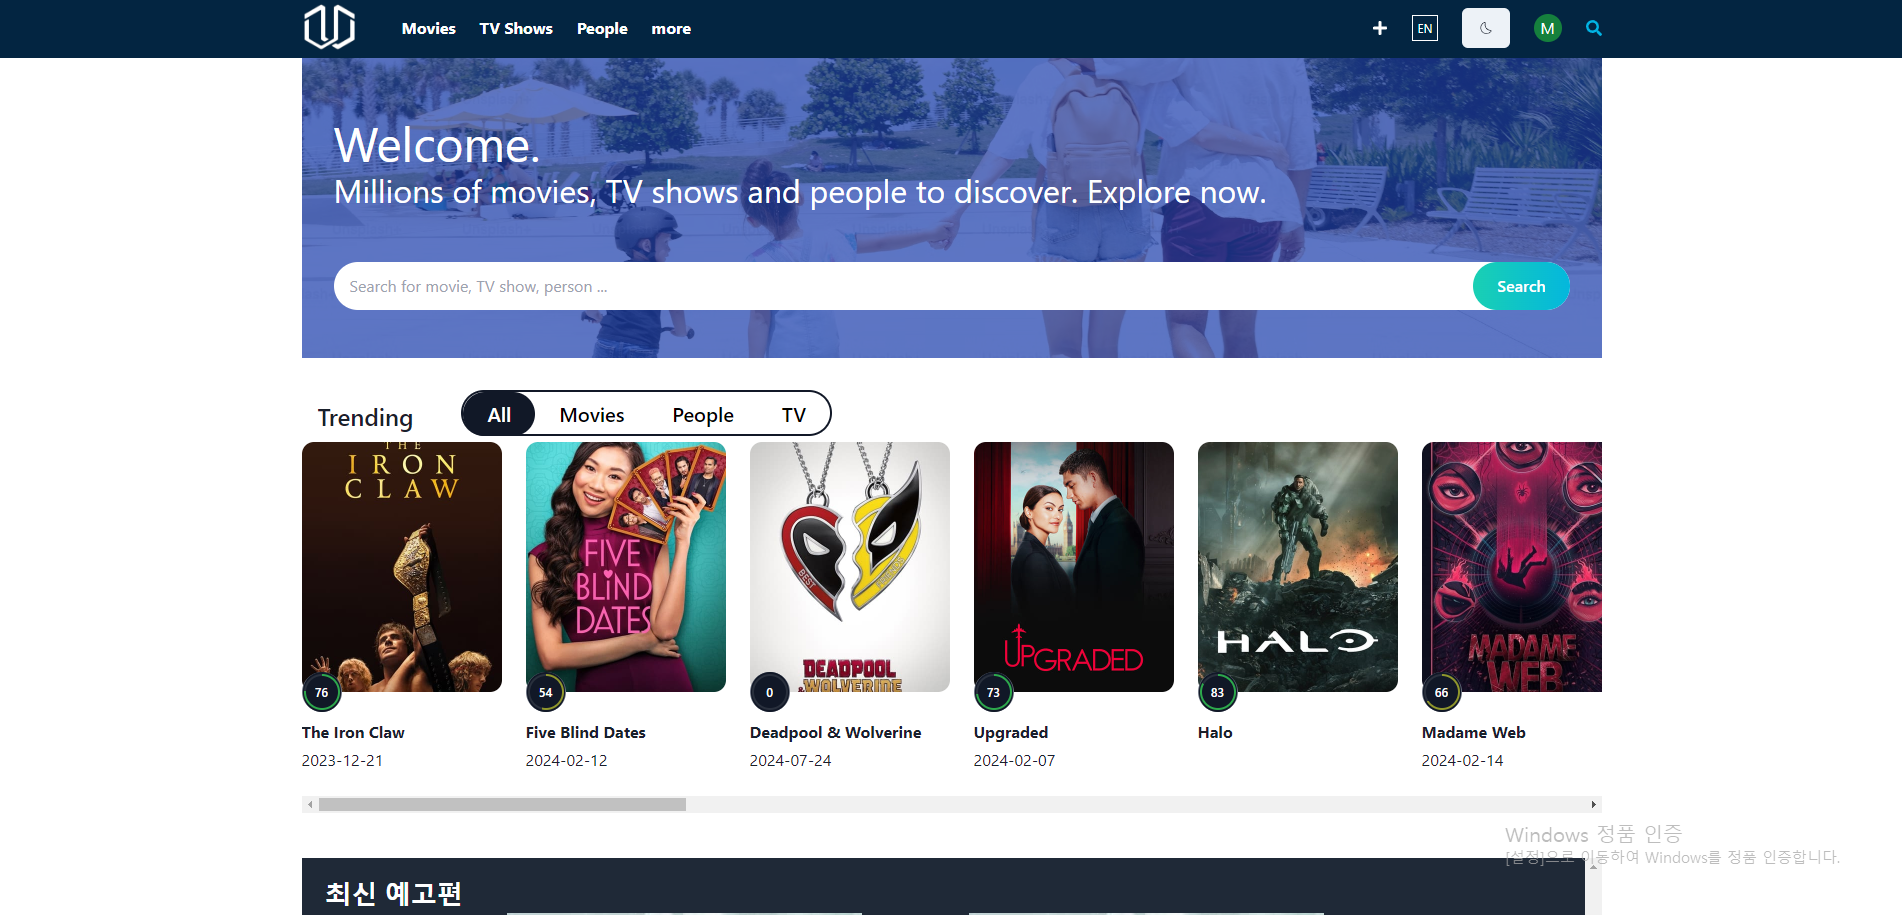 Movies TV Shows People more EN M
Welcome.
Millions of movies, TV shows and people to discover. Explore now.
Search for movie, TV show, person ...
Search
Trending
All Movies People TV
THE
IRON
CLAW
FIVE
BLIND
DATES
BEST
DEADPOOL
& WOLVERINE
UPGRADED
HALO
MADAME
WEB
76 54 0 73 83 66
The Iron Claw
2023-12-21
Five Blind Dates
2024-02-12
Deadpool & Wolverine
2024-07-24
Upgraded
2024-02-07
Halo
Madame Web
2024-02-14
Windows 정품 인증
[설정]으로 이동하여 Windows를 정품 인증합니다.
최신 예고편